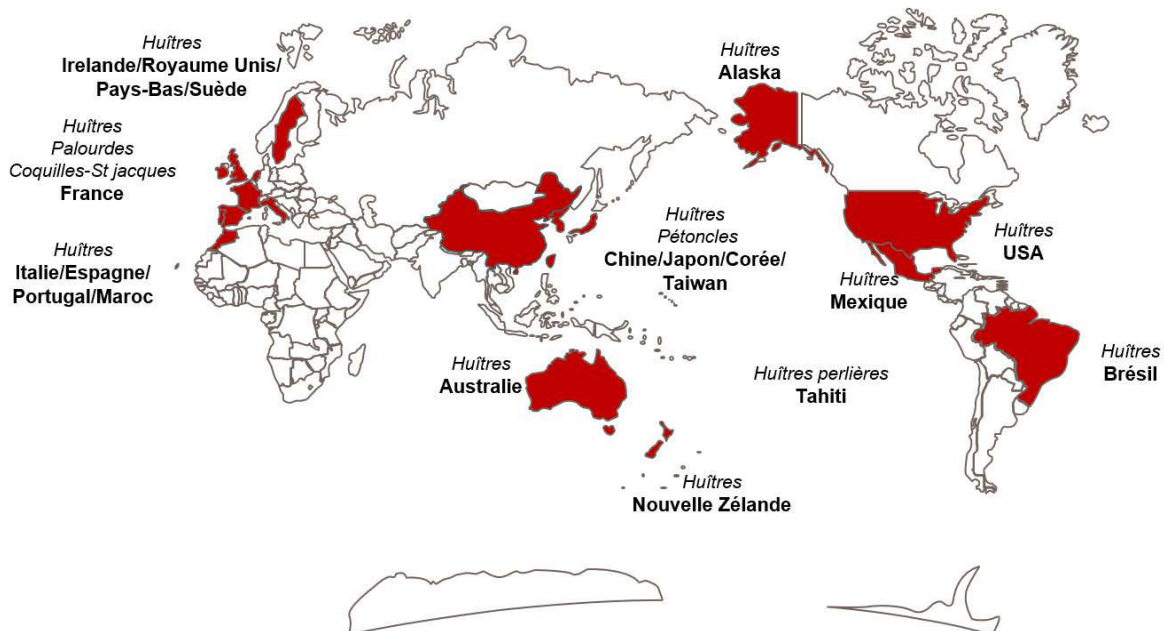 Huîtres
Irelande/Royaume Unis/
Pays-Bas/Suède
Huîtres
Palourdes
Coquilles-St jacques
France
Huîtres
Italie/Espagne/
Portugal/Maroc
Huîtres
Alaska
Huîtres
Pétoncles
Chine/Japon/Corée/
Taiwan
Huîtres
USA
Huîtres
Mexique
Huîtres
Brésil
Huîtres
Australie
Huîtres perlières
Tahiti
Huîtres
Nouvelle Zélande